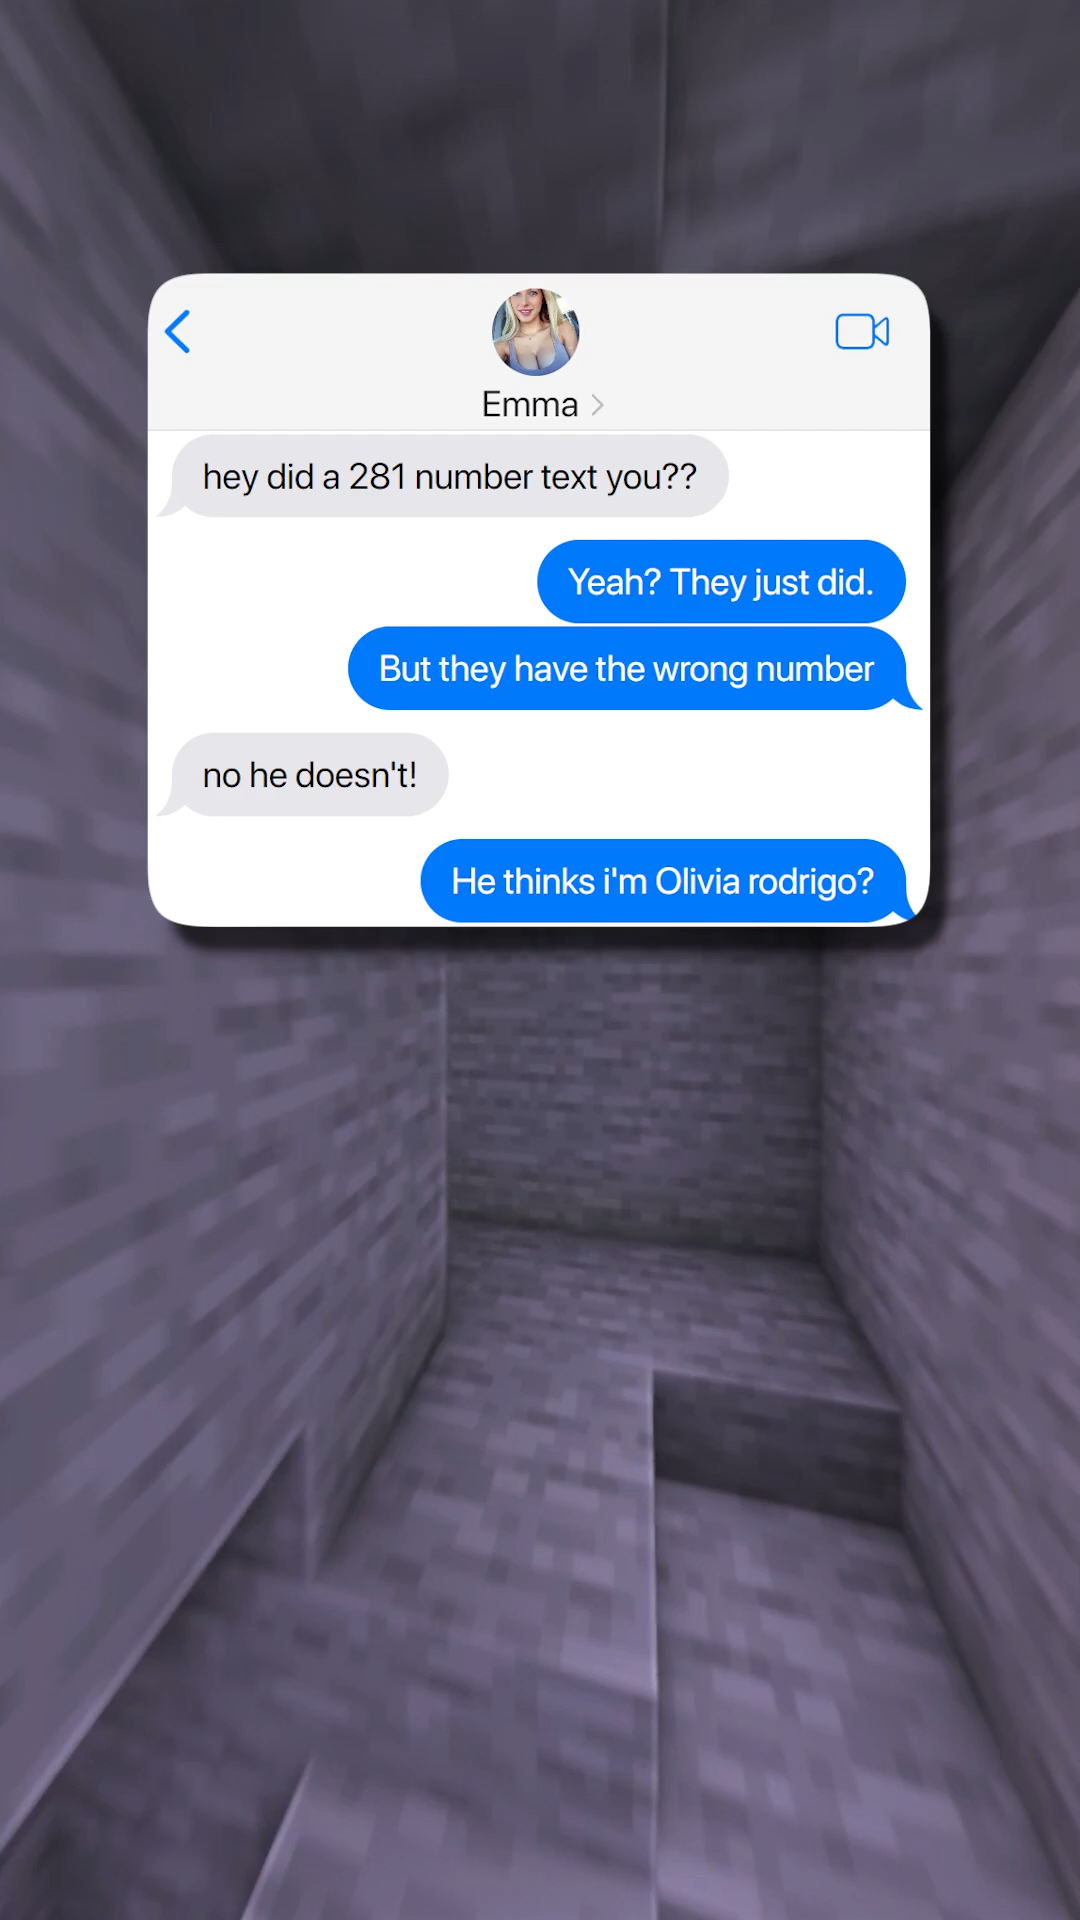 Emma
hey did a 281 number text you??
Yeah? They just did.
But they have the wrong number
no he doesn't!
He thinks i'm Olivia rodrigo?